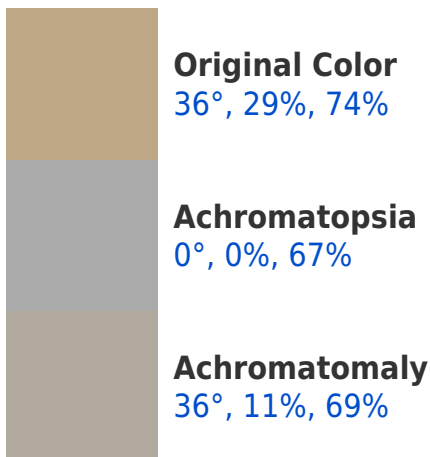 Original Color
36°, 29%, 74%
Achromatopsia
0°, 0%, 67%
Achromatomaly
36°, 11%, 69%